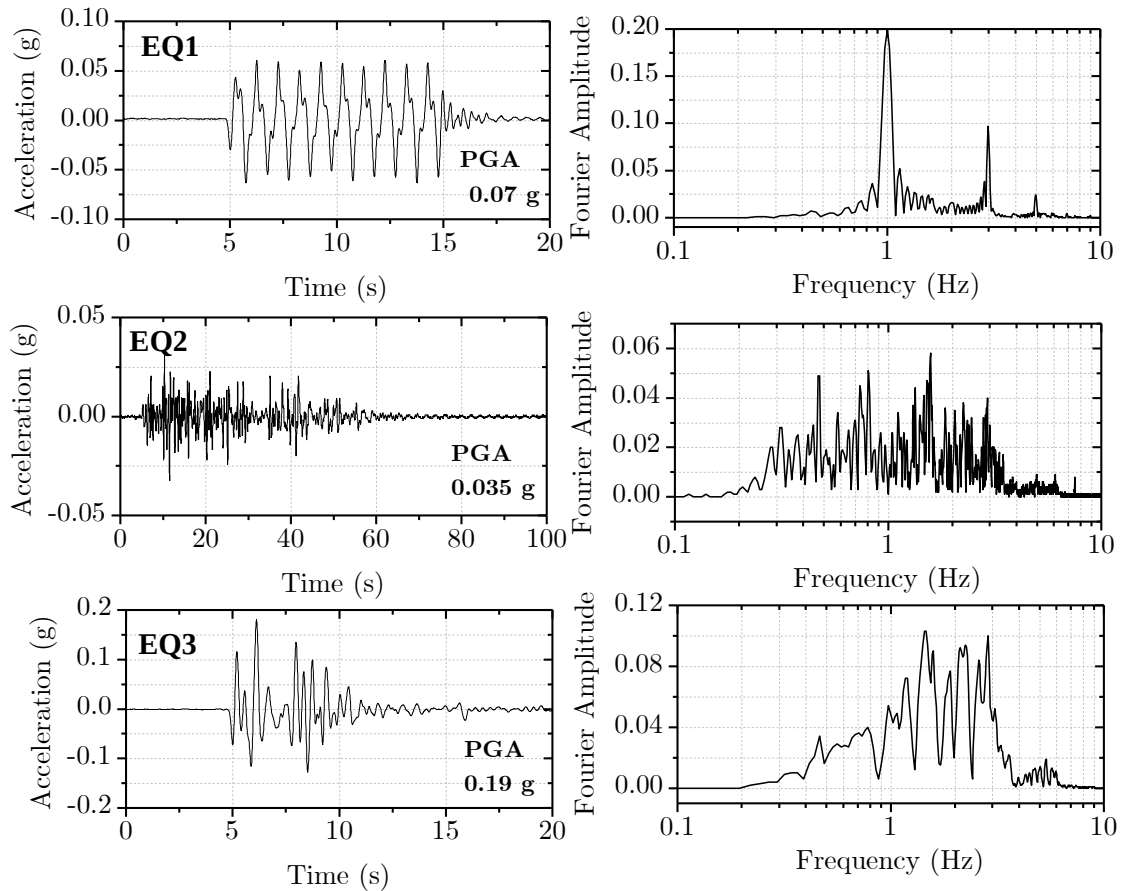 EQ1
PGA
0.07 g
Acceleration (g)
0.10
0.05
0.00
-0.05
-0.10
0 5 10 15 20
Time (s)
Fourier Amplitude
0.20
0.15
0.10
0.05
0.00
0.1 1 10
Frequency (Hz)
EQ2
PGA
0.035 g
Acceleration (g)
0.05
0.00
-0.05
0 20 40 60 80 100
Time (s)
Fourier Amplitude
0.06
0.04
0.02
0.00
0.1 1 10
Frequency (Hz)
EQ3
PGA
0.19 g
Acceleration (g)
0.2
0.1
0.0
-0.1
-0.2
0 5 10 15 20
Time (s)
Fourier Amplitude
0.12
0.08
0.04
0.00
0.1 1 10
Frequency (Hz)